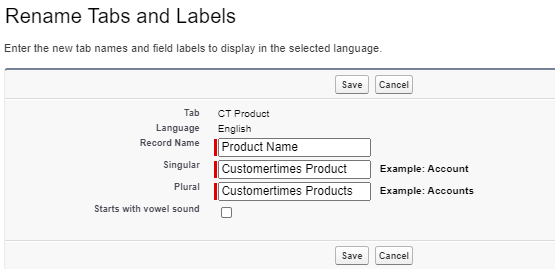 Rename Tabs and Labels
Enter the new tab names and field labels to display in the selected language.
Save Cancel
Tab CT Product
Language English
Record Name Product Name
Singular Customertimes Product Example: Account
Plural Customertimes Products Example: Accounts
Starts with vowel sound
Save Cancel